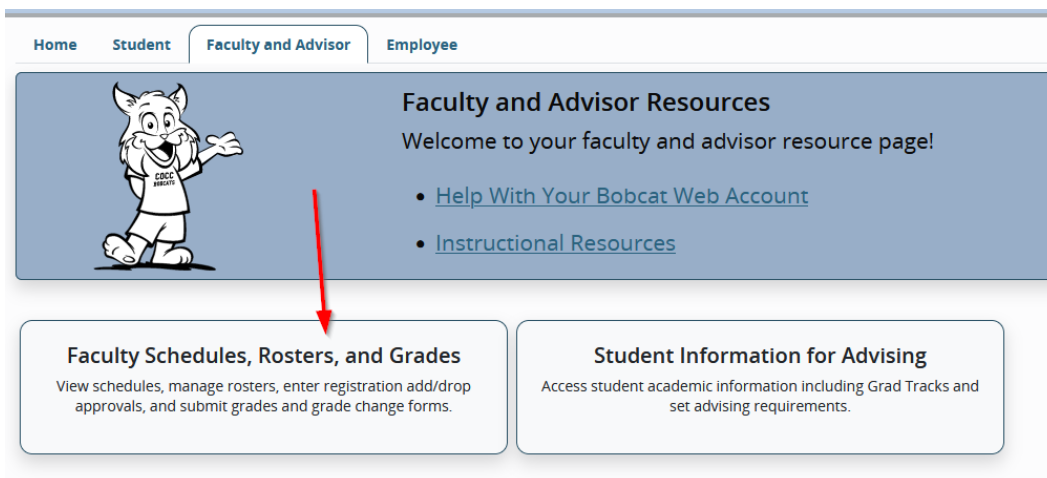 Home Student Faculty and Advisor Employee
Faculty and Advisor Resources
Welcome to your faculty and advisor resource page!
• Help With Your Bobcat Web Account
• Instructional Resources
COCC
BOBCATS
Faculty Schedules, Rosters, and Grades
View schedules, manage rosters, enter registration add/drop
approvals, and submit grades and grade change forms.
Student Information for Advising
Access student academic information including Grad Tracks and
set advising requirements.